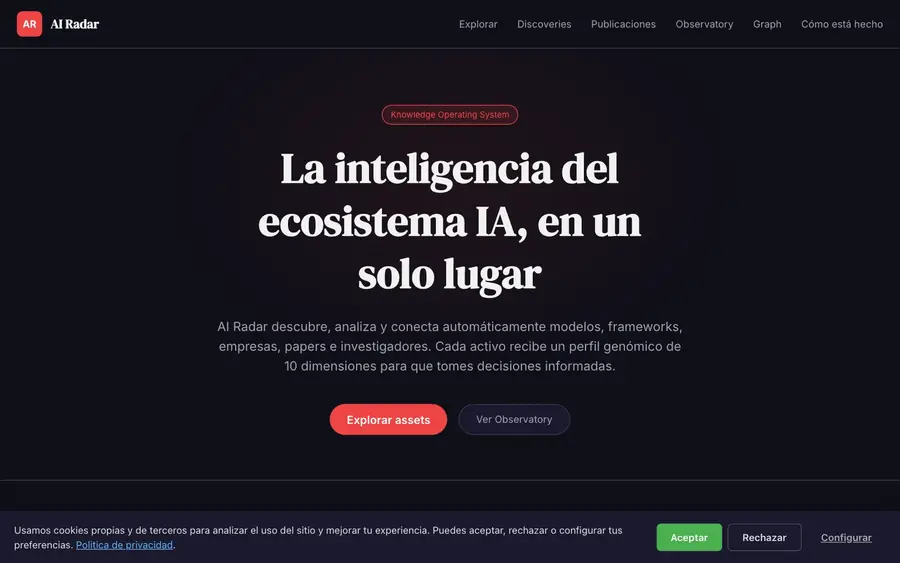 AR AI Radar
Explorar Discoveries Publicaciones Observatory Graph Cómo está hecho
Knowledge Operating System
La inteligencia del
ecosistema IA, en un
solo lugar
AI Radar descubre, analiza y conecta automáticamente modelos, frameworks,
empresas, papers e investigadores. Cada activo recibe un perfil genómico de
10 dimensiones para que tomes decisiones informadas.
Explorar assets
Ver Observatory
Usamos cookies propias y de terceros para analizar el uso del sitio y mejorar tu experiencia. Puedes aceptar, rechazar o configurar tus
preferencias. Política de privacidad.
Aceptar
Rechazar
Configurar